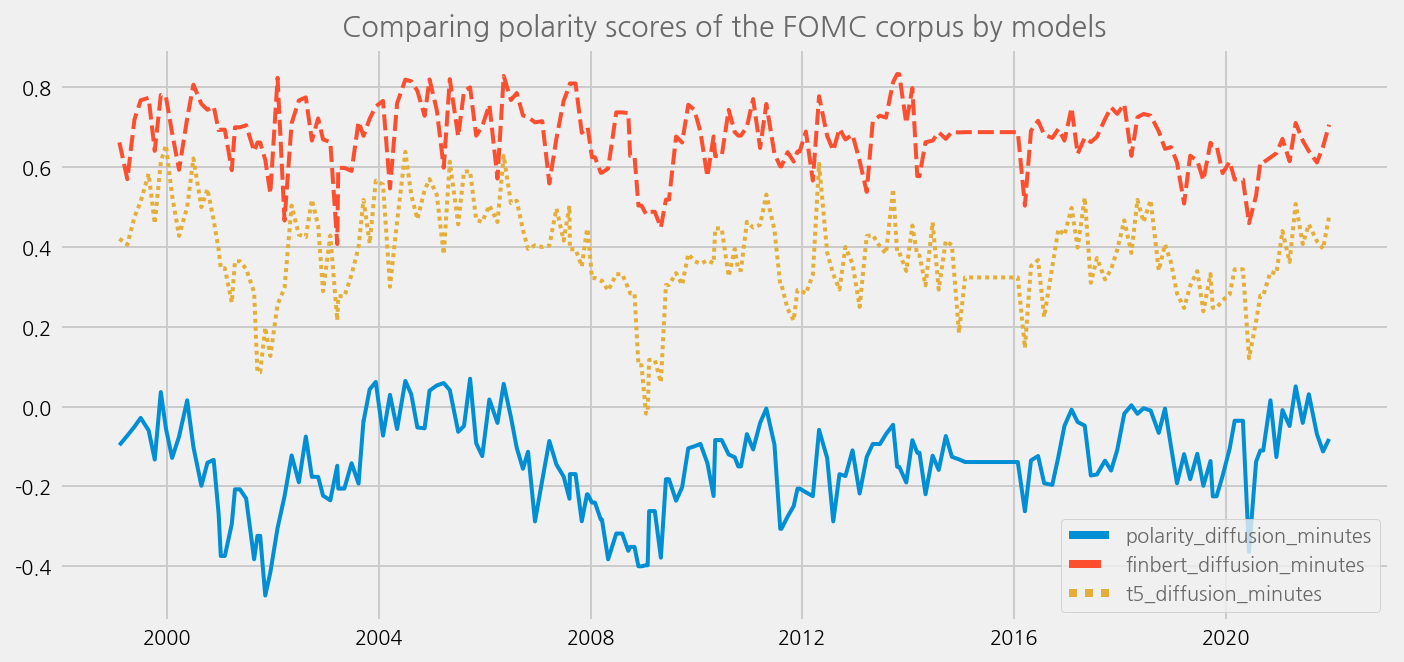 Comparing polarity scores of the FOMC corpus by models
0.8
0.6
0.4
0.2
0.0
-0.2
-0.4
2000 2004 2008 2012 2016 2020
polarity_diffusion_minutes
finbert_diffusion_minutes
t5_diffusion_minutes